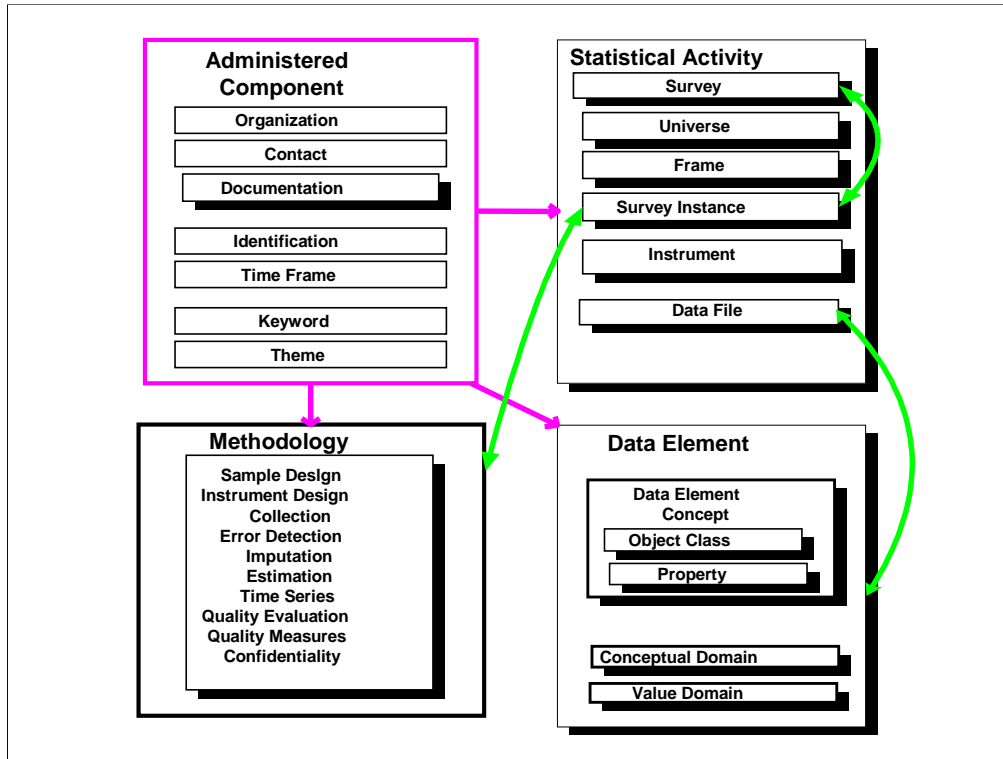 Administered
Component
Organization
Contact
Documentation
Identification
Time Frame
Keyword
Theme
Statistical Activity
Survey
Universe
Frame
Survey Instance
Instrument
Data File
Methodology
Sample Design
Instrument Design
Collection
Error Detection
Imputation
Estimation
Time Series
Quality Evaluation
Quality Measures
Confidentiality
Data Element
Data Element
Concept
Object Class
Property
Conceptual Domain
Value Domain